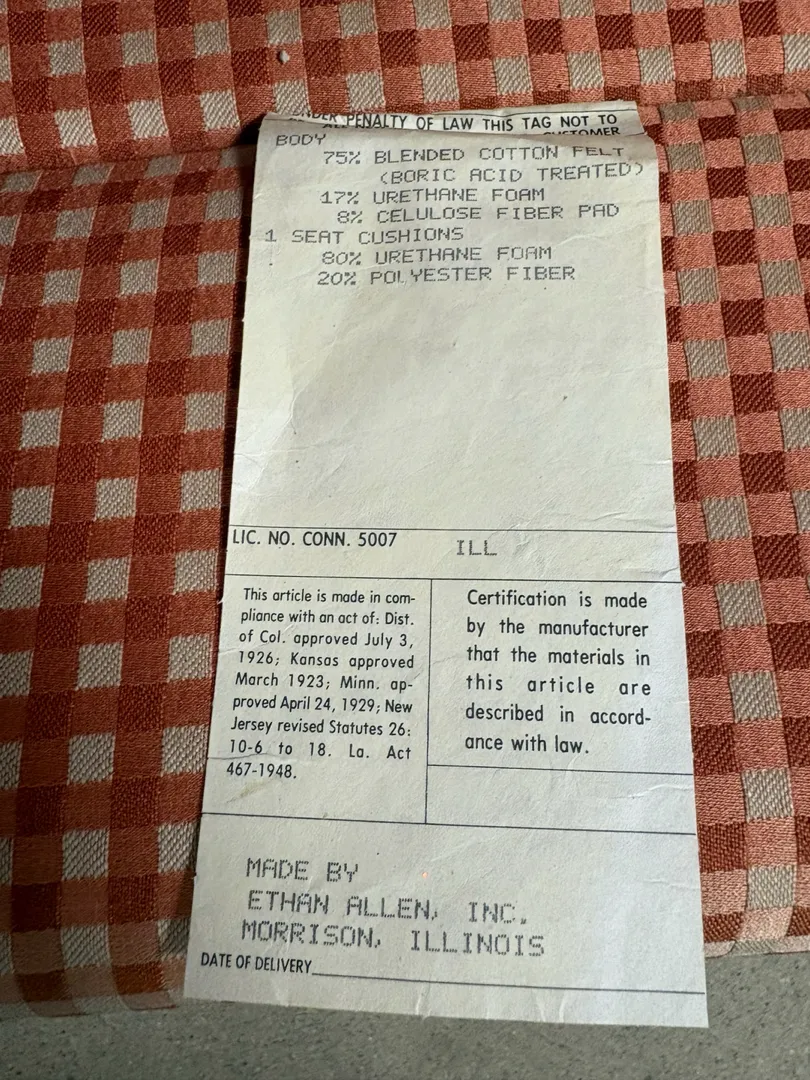 UNDER PENALTY OF LAW THIS TAG NOT TO
CUSTOMER
BODY
75% BLENDED COTTON FELT
(BORIC ACID TREATED)
17% URETHANE FOAM
8% CELULOSE FIBER PAD
1 SEAT CUSHIONS
80% URETHANE FOAM
20% POLYESTER FIBER
LIC. NO. CONN. 5007 ILL
This article is made in com-
pliance with an act of: Dist.
of Col. approved July 3,
1926; Kansas approved
March 1923; Minn. ap-
proved April 24, 1929; New
Jersey revised Statutes 26:
10-6 to 18. La. Act
467-1948.
Certification is made
by the manufacturer
that the materials in
this article are
described in accord-
ance with law.
MADE BY
ETHAN ALLEN, INC.
MORRISON, ILLINOIS
DATE OF DELIVERY